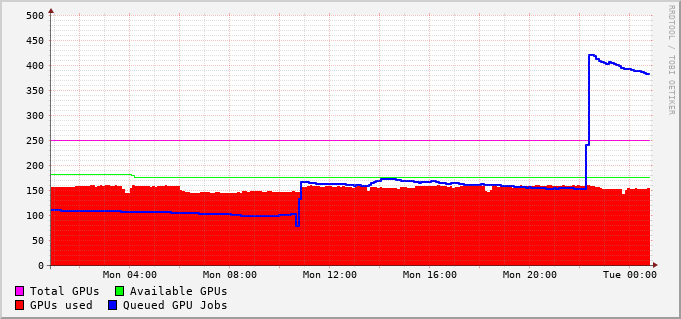 500
450
400
350
300
250
200
150
100
50
0
Mon 04:00 Mon 08:00 Mon 12:00 Mon 16:00 Mon 20:00 Tue 00:00
Total GPUs Available GPUs
GPUs used Queued GPU Jobs
RRDTOOL / TOBI OETIKER